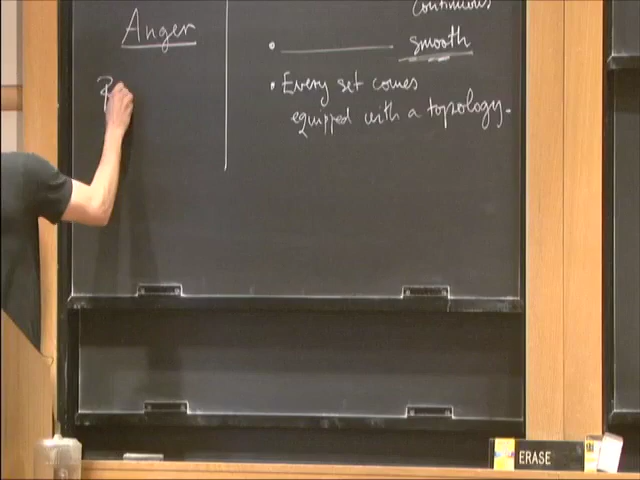 Anger
continuous
smooth
• Every set comes
equipped with a topology.
ERASE